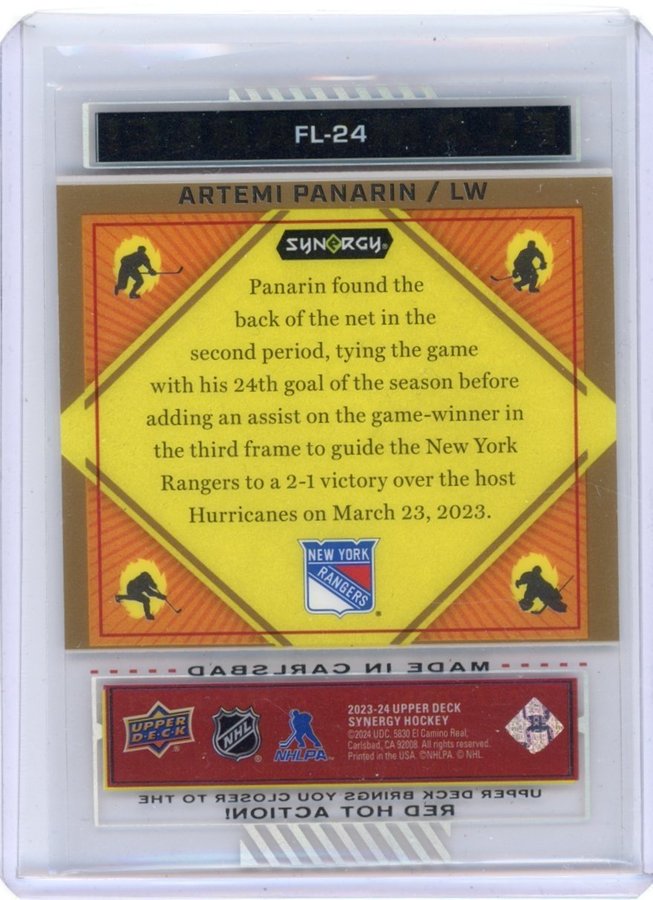 FL-24
ARTEMI PANARIN / LW
SYNERGY®
Panarin found the
back of the net in the
second period, tying the game
with his 24th goal of the season before
adding an assist on the game-winner in
the third frame to guide the New York
Rangers to a 2-1 victory over the host
Hurricanes on March 23, 2023.
NEW YORK
RANGERS
MADE IN CARLSBAD
UPPER
DECK
NHL
NHLPA
2023-24 UPPER DECK
SYNERGY HOCKEY
©2024 UDC. 5830 El Camino Real,
Carlsbad, CA 92008. All rights reserved.
Printed in the USA. ©NHLPA. © NHL.
UPPER DECK BRINGS YOU CLOSER TO THE
RED HOT ACTION!